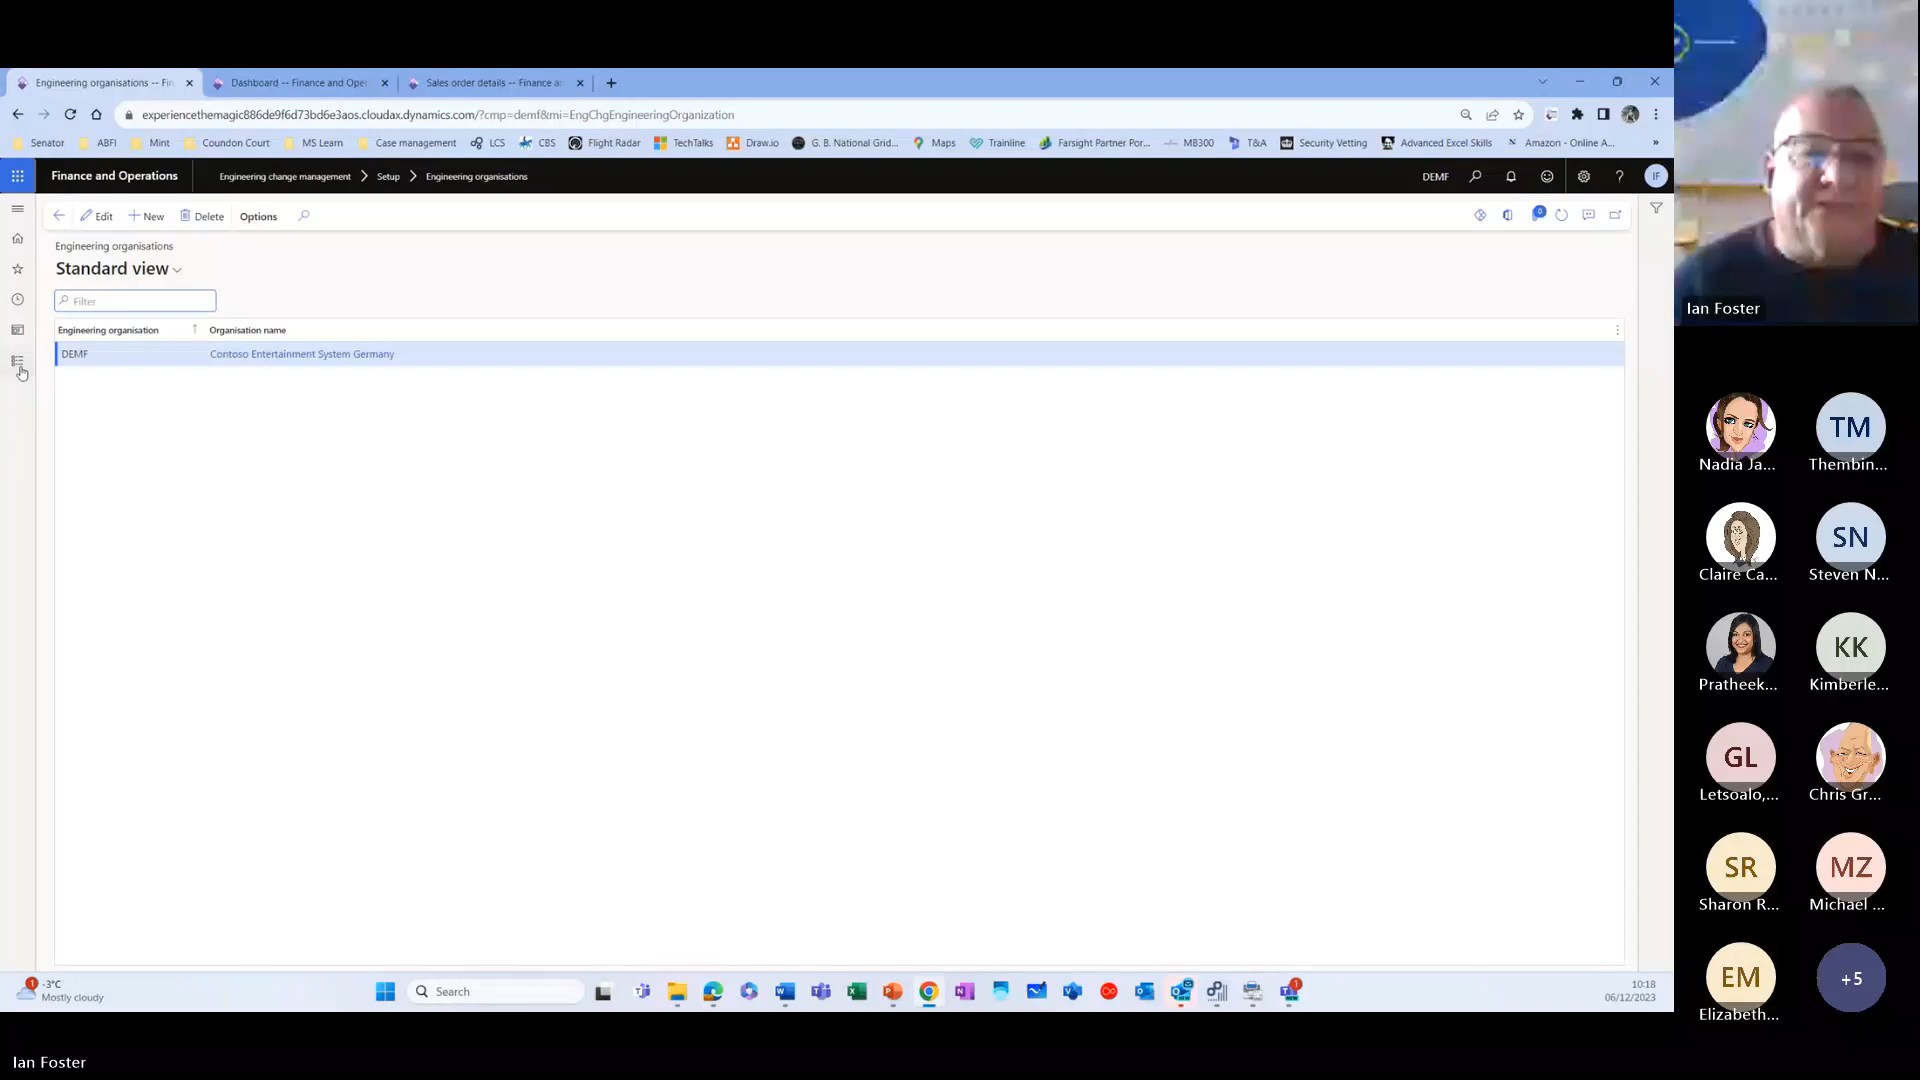 Engineering organisations -- Fin
Dashboard -- Finance and Oper
Sales order details -- Finance a
experiencethemagic886de9f6d73bd6e3aos.cloudax.dynamics.com/?cmp=demf&mi=EngChgEngineeringOrganization
Senator ABFI Mint Coundon Court MS Learn Case management LCS CBS Flight Radar TechTalks Draw.io G. B. National Grid... Maps Trainline Farsight Partner Por... MB300 T&A Security Vetting Advanced Excel Skills Amazon - Online A...
Finance and Operations Engineering change management Setup Engineering organisations DEMF ? IF
Edit New Delete Options 0
Engineering organisations
Standard view
Filter
Engineering organisation Organisation name
DEMF Contoso Entertainment System Germany
1 -3°C
Mostly cloudy
Search
1
10:18
06/12/2023
Ian Foster
Nadia Ja...
TM
Thembin...
Claire Ca...
SN
Steven N...
Pratheek...
KK
Kimberle...
GL
Letsoalo,...
Chris Gr...
SR
Sharon R...
MZ
Michael ...
EM
Elizabeth...
+5
Ian Foster